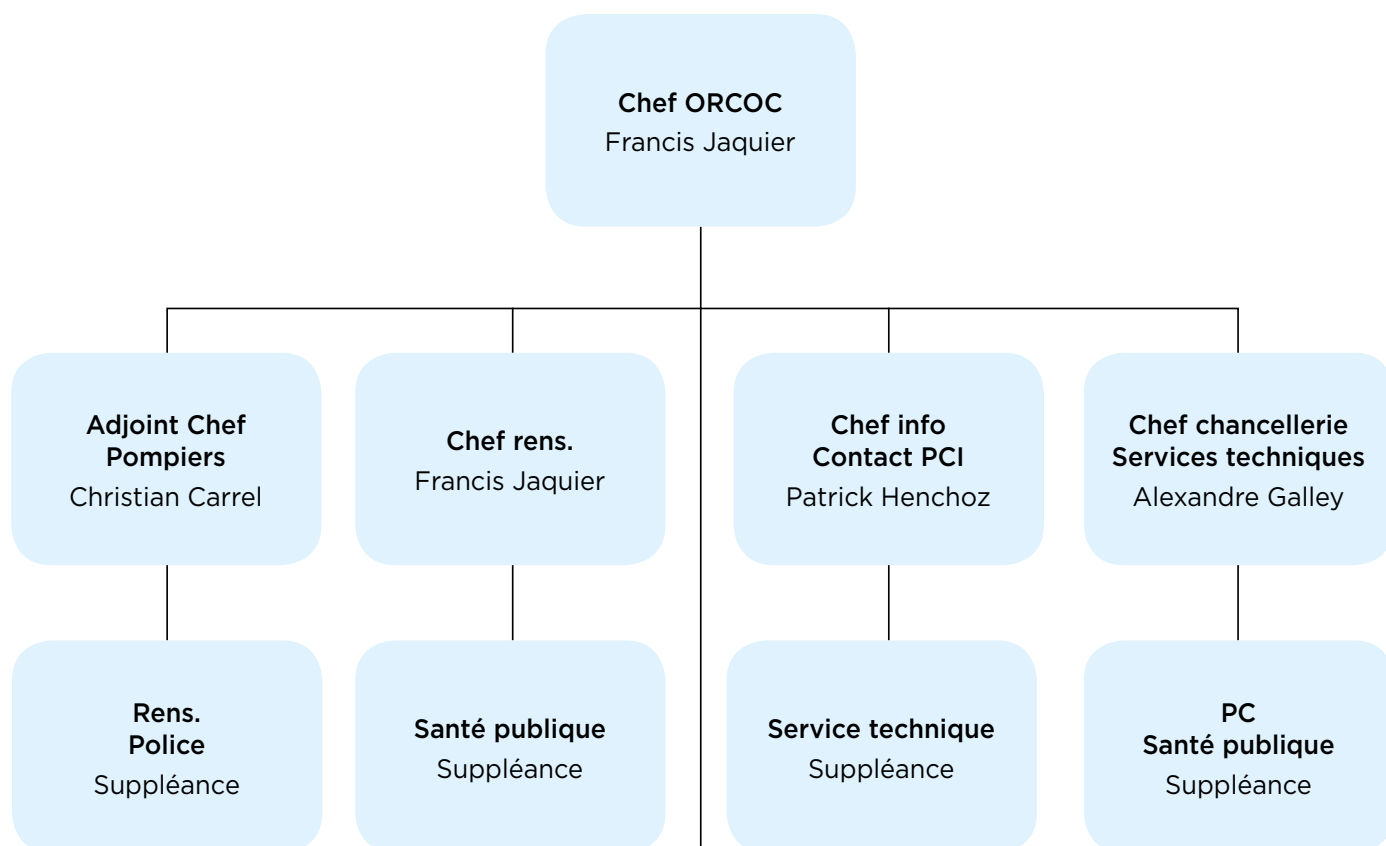 Chef ORCOC
Francis Jaquier
Adjoint Chef
Pompiers
Christian Carrel
Chef rens.
Francis Jaquier
Chef info
Contact PCI
Patrick Henchoz
Chef chancellerie
Services techniques
Alexandre Galley
Rens.
Police
Suppléance
Santé publique
Suppléance
Service technique
Suppléance
PC
Santé publique
Suppléance